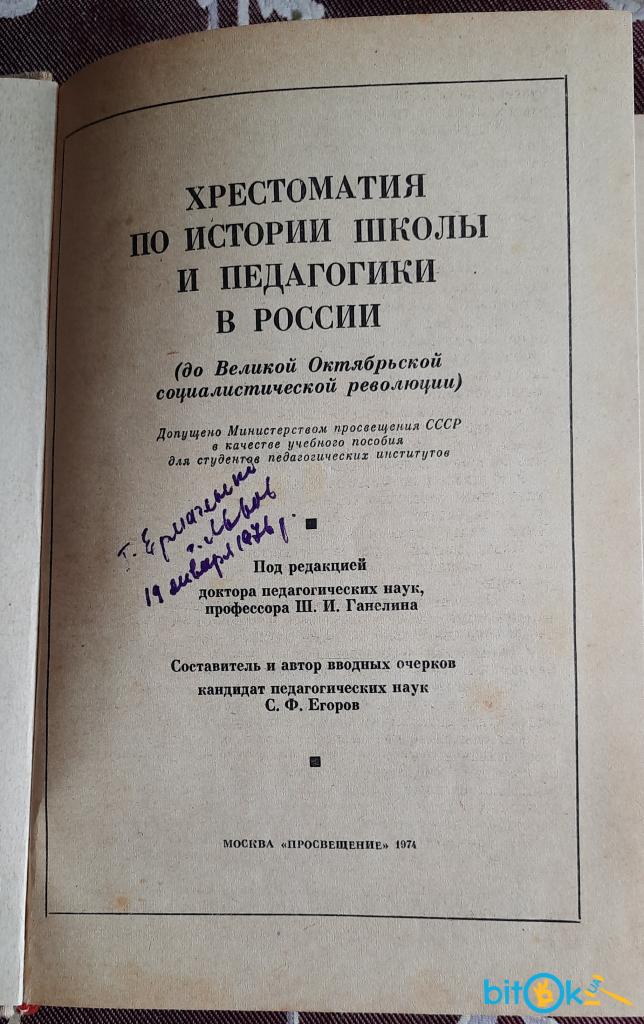 ХРЕСТОМАТИЯ
ПО ИСТОРИИ ШКОЛЫ
И ПЕДАГОГИКИ
В РОССИИ
(до Великой Октябрьской
социалистической революции)
Допущено Министерством просвещения СССР
в качестве учебного пособия
для студентов педагогических институтов
г. Львов
19 января 1976 г.
Под редакцией
доктора педагогических наук,
профессора Ш. И. Ганелина
Составитель и автор вводных очерков
кандидат педагогических наук
С. Ф. Егоров
МОСКВА «ПРОСВЕЩЕНИЕ» 1974
bitOk UA